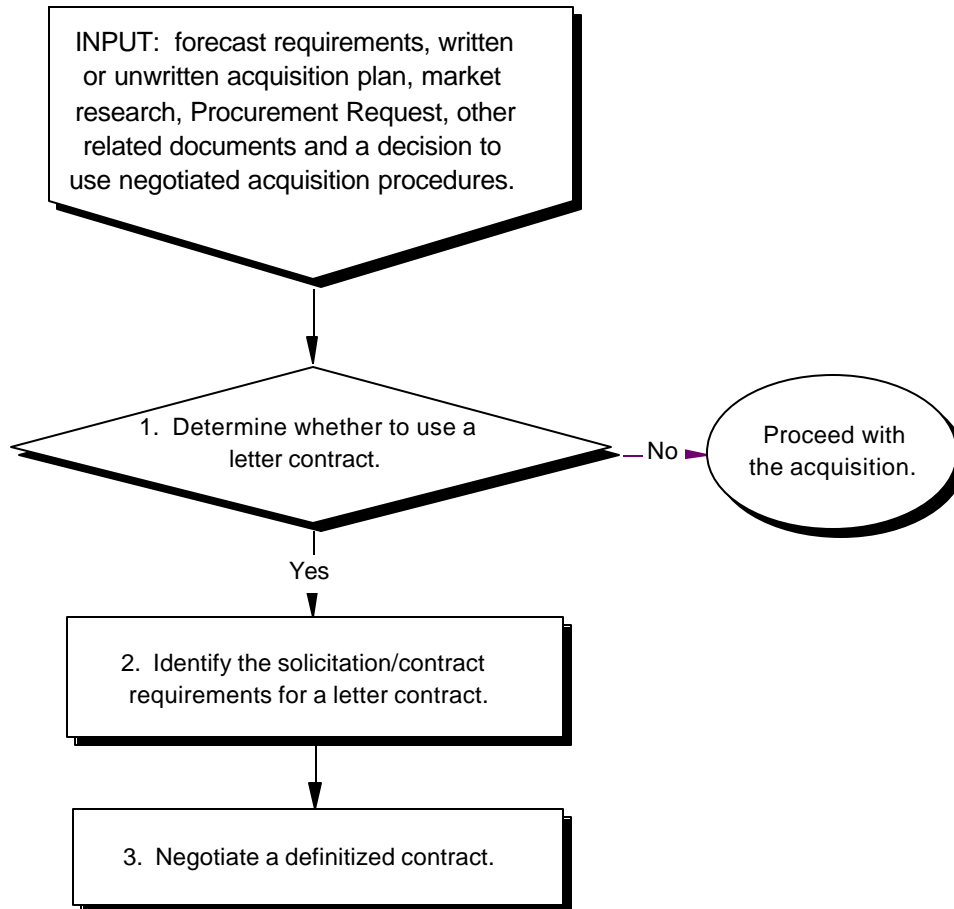 INPUT:  forecast requirements, written
or unwritten acquisition plan, market
research, Procurement Request, other
related documents and a decision to
use negotiated acquisition procedures.
1.  Determine whether to use a
letter contract.
No
Proceed with
the acquisition.
Yes
2.  Identify the solicitation/contract
requirements for a letter contract.
3.  Negotiate a definitized contract.